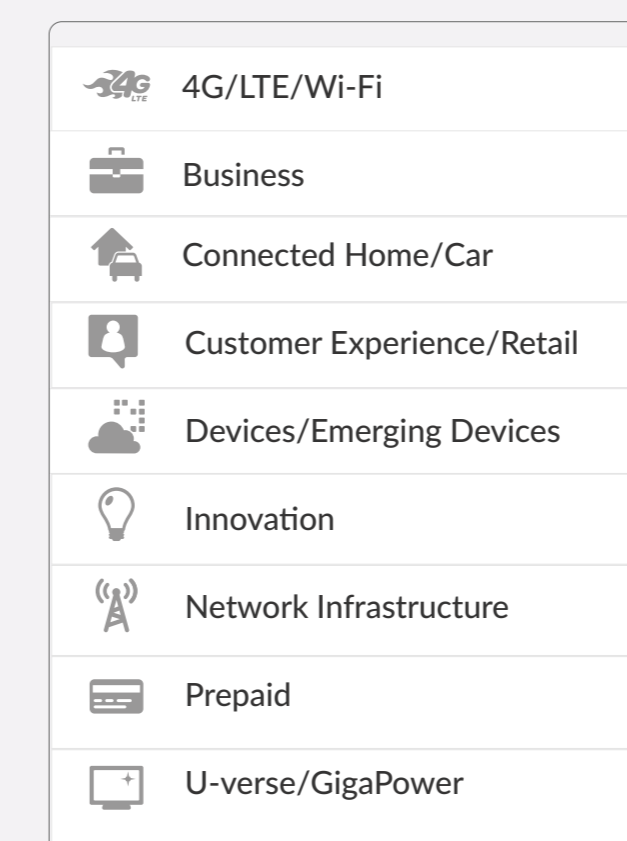 4G LTE
4G/LTE/Wi-Fi
Business
Connected Home/Car
Customer Experience/Retail
Devices/Emerging Devices
Innovation
Network Infrastructure
Prepaid
U-verse/GigaPower